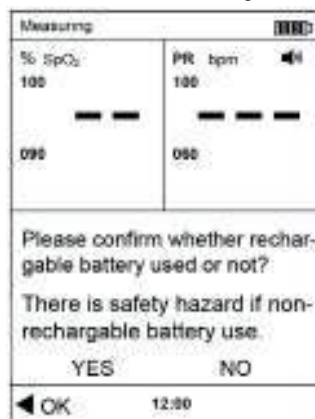 Measuring
% SpO₂
PR bpm
100
100
-- --
-- -- --
090
060
Please confirm whether rechar-
gable battery used or not?
There is safety hazard if non-
rechargable battery use.
YES NO
OK 12:00